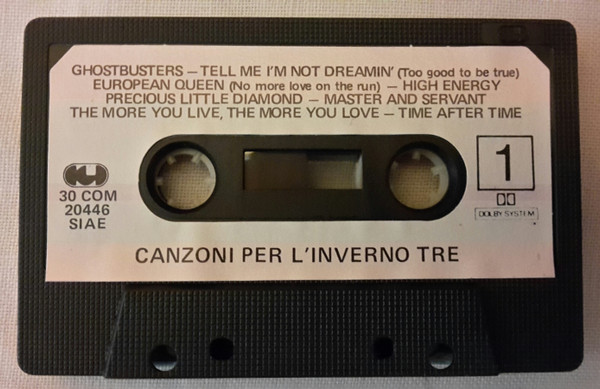 GHOSTBUSTERS – TELL ME I'M NOT DREAMIN' (Too good to be true)
EUROPEAN QUEEN (No more love on the run) – HIGH ENERGY
PRECIOUS LITTLE DIAMOND – MASTER AND SERVANT
THE MORE YOU LIVE, THE MORE YOU LOVE – TIME AFTER TIME
1
30 COM
20446
SIAE
DOLBY SYSTEM
CANZONI PER L'INVERNO TRE